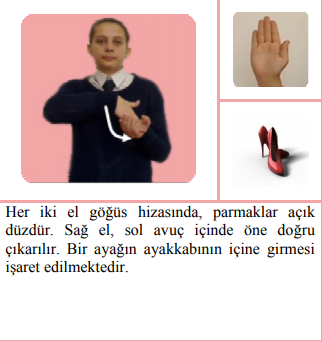 Her iki el göğüs hizasında, parmaklar açık
düzdür. Sağ el, sol avuç içinde öne doğru
çıkarılır. Bir ayağın ayakkabının içine girmesi
işaret edilmektedir.